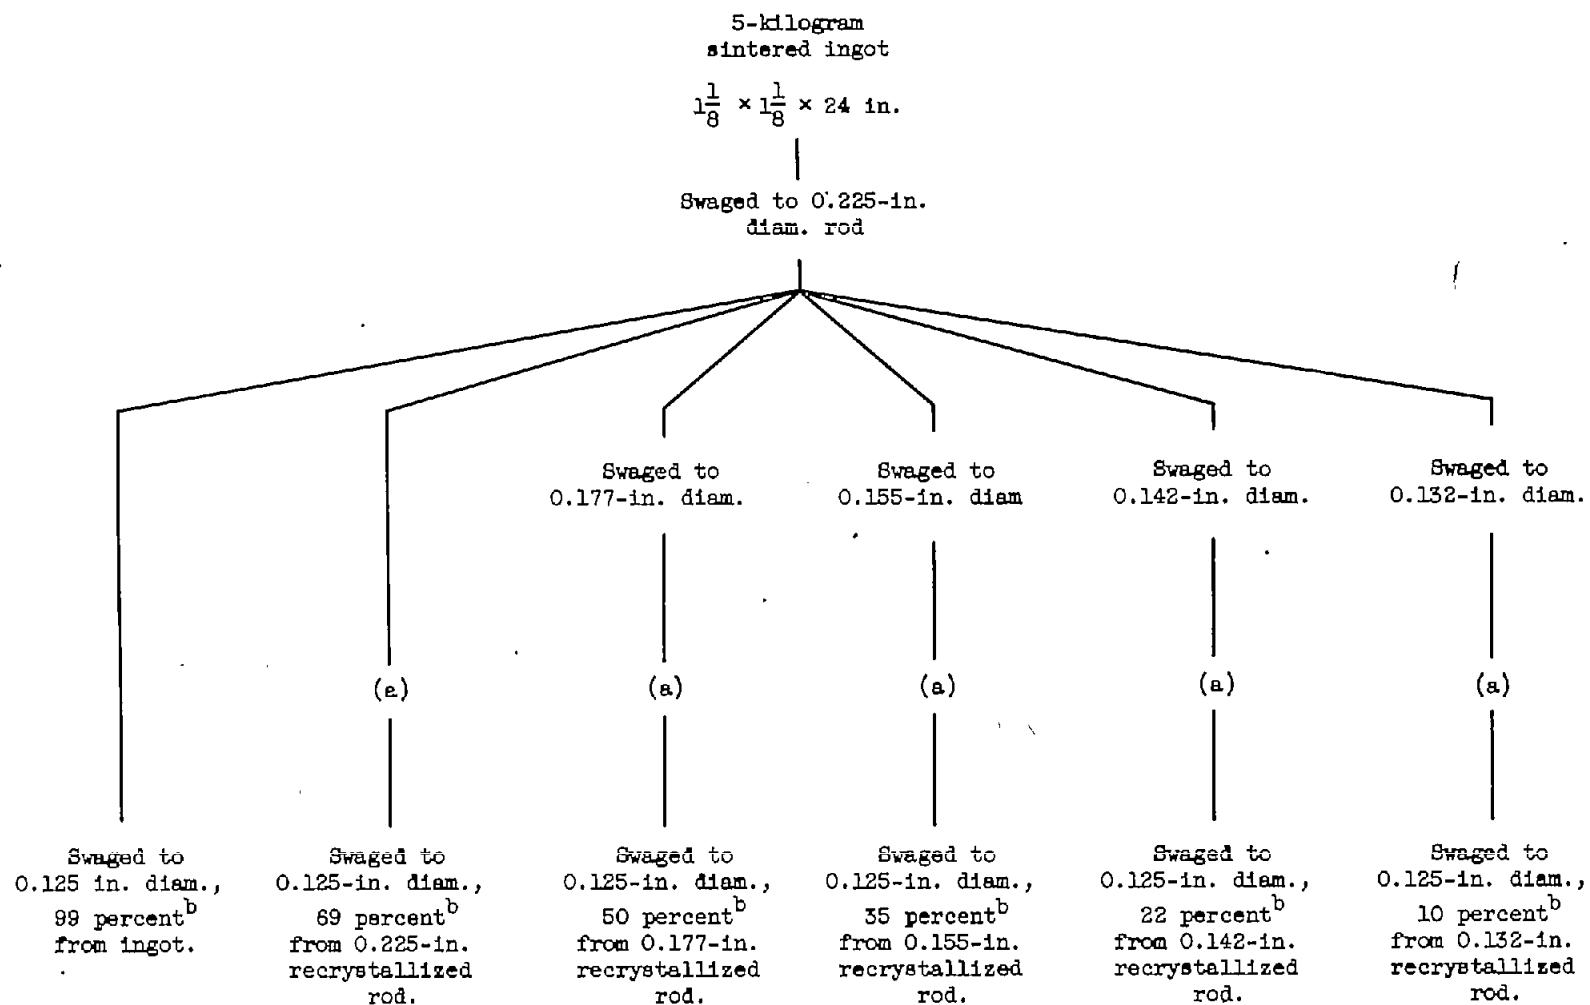 5-kilogram
sintered ingot
1 1/8 × 1 1/8 × 24 in.
Swaged to 0.225-in.
diam. rod
Swaged to
0.177-in. diam.
Swaged to
0.155-in. diam
Swaged to
0.142-in. diam.
Swaged to
0.132-in. diam.
(a)
(a)
(a)
(a)
(a)
Swaged to
0.125 in. diam.,
99 percent^b
from ingot.
Swaged to
0.125-in. diam.,
69 percent^b
from 0.225-in.
recrystallized
rod.
Swaged to
0.125-in. diam.,
50 percent^b
from 0.177-in.
recrystallized
rod.
Swaged to
0.125-in. diam.,
35 percent^b
from 0.155-in.
recrystallized
rod.
Swaged to
0.125-in. diam.,
22 percent^b
from 0.142-in.
recrystallized
rod.
Swaged to
0.125-in. diam.,
10 percent^b
from 0.132-in.
recrystallized
rod.